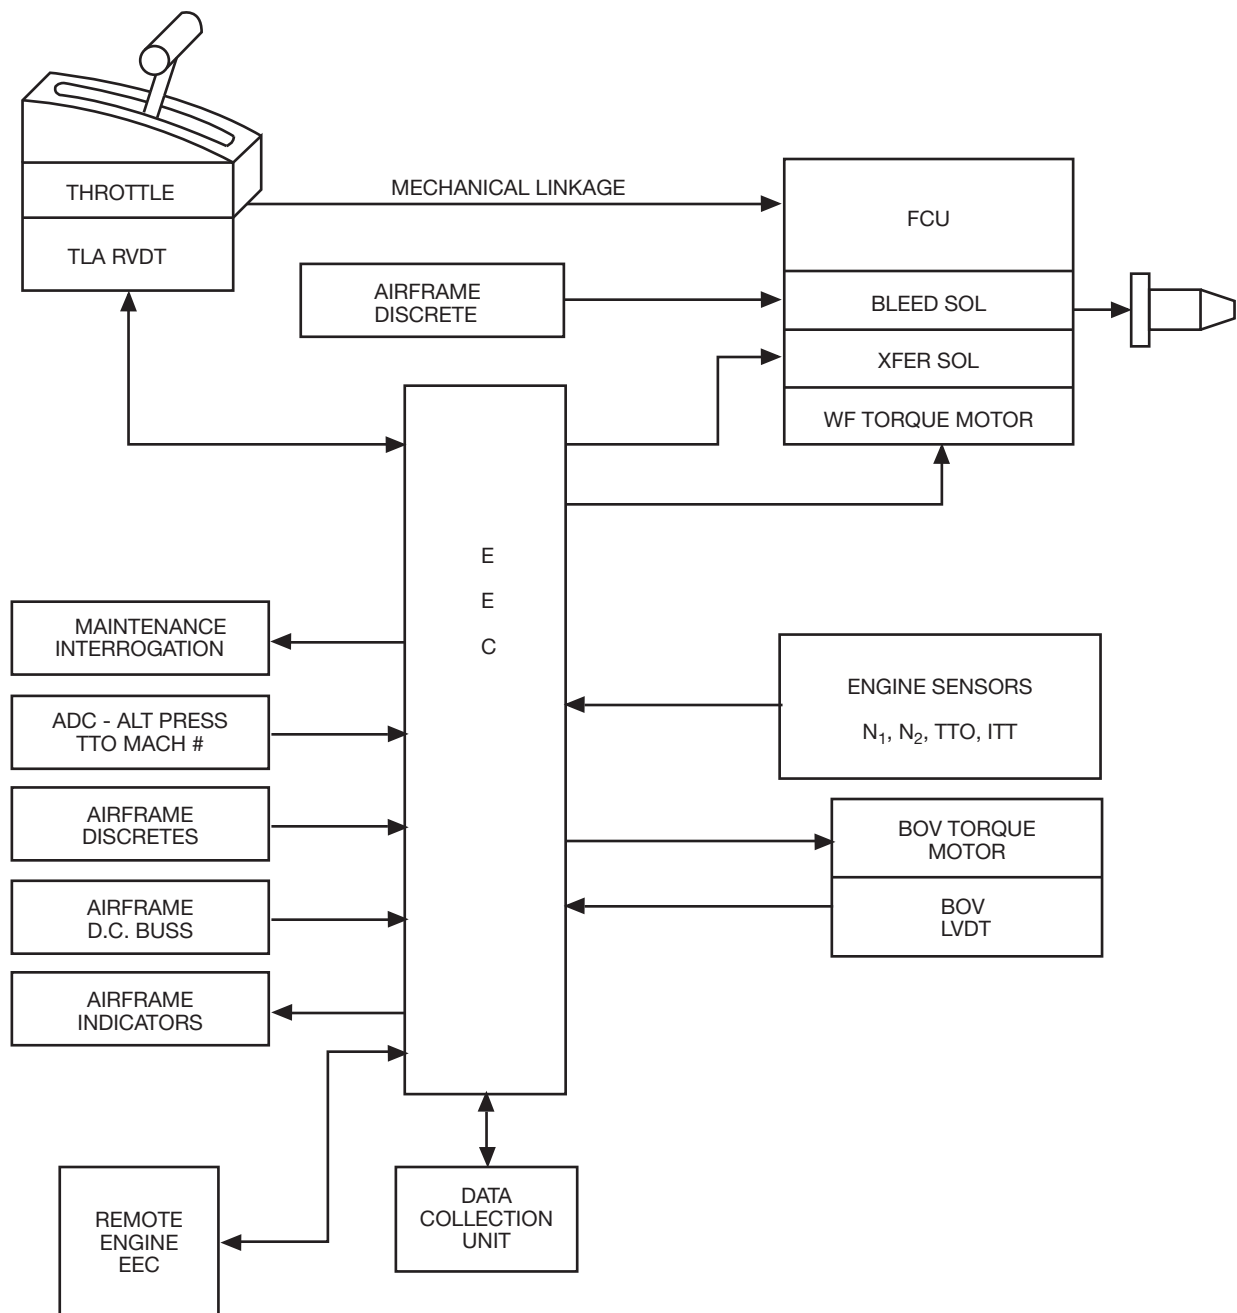 THROTTLE
TLA RVDT
MECHANICAL LINKAGE
FCU
AIRFRAME
DISCRETE
BLEED SOL
XFER SOL
WF TORQUE MOTOR
E
E
C
MAINTENANCE
INTERROGATION
ADC - ALT PRESS
TTO MACH #
AIRFRAME
DISCRETES
AIRFRAME
D.C. BUSS
AIRFRAME
INDICATORS
ENGINE SENSORS
N₁, N₂, TTO, ITT
BOV TORQUE
MOTOR
BOV
LVDT
REMOTE
ENGINE
EEC
DATA
COLLECTION
UNIT